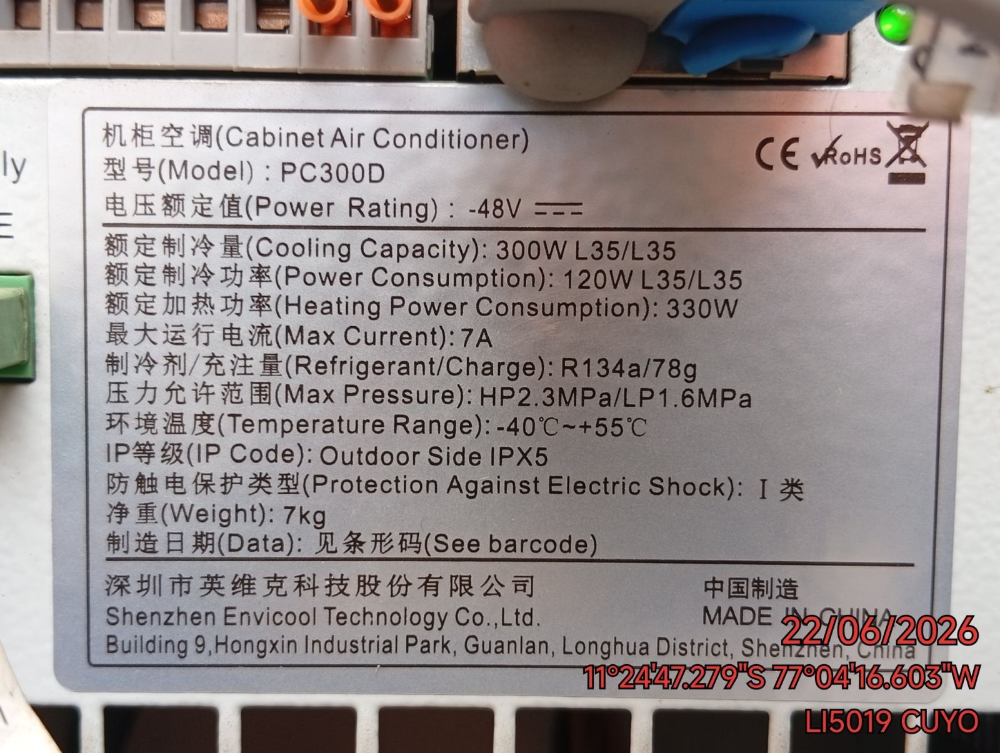 机柜空调(Cabinet Air Conditioner)
CE RoHS
型号(Model) : PC300D
电压额定值(Power Rating) : -48V
额定制冷量(Cooling Capacity): 300W L35/L35
额定制冷功率(Power Consumption): 120W L35/L35
额定加热功率(Heating Power Consumption): 330W
最大运行电流(Max Current): 7A
制冷剂/充注量(Refrigerant/Charge): R134a/78g
压力允许范围(Max Pressure): HP2.3MPa/LP1.6MPa
环境温度(Temperature Range): -40℃~+55℃
IP等级(IP Code): Outdoor Side IPX5
防触电保护类型(Protection Against Electric Shock): I 类
净重(Weight): 7kg
制造日期(Data): 见条形码(See barcode)
深圳市英维克科技股份有限公司
中国制造
Shenzhen Envicool Technology Co.,Ltd.
MADE IN CHINA
Building 9,Hongxin Industrial Park, Guanlan, Longhua District, Shenzhen, China
ly
E
22/06/2026
11°24'47.279"S 77°04'16.603"W
LI5019 CUYO